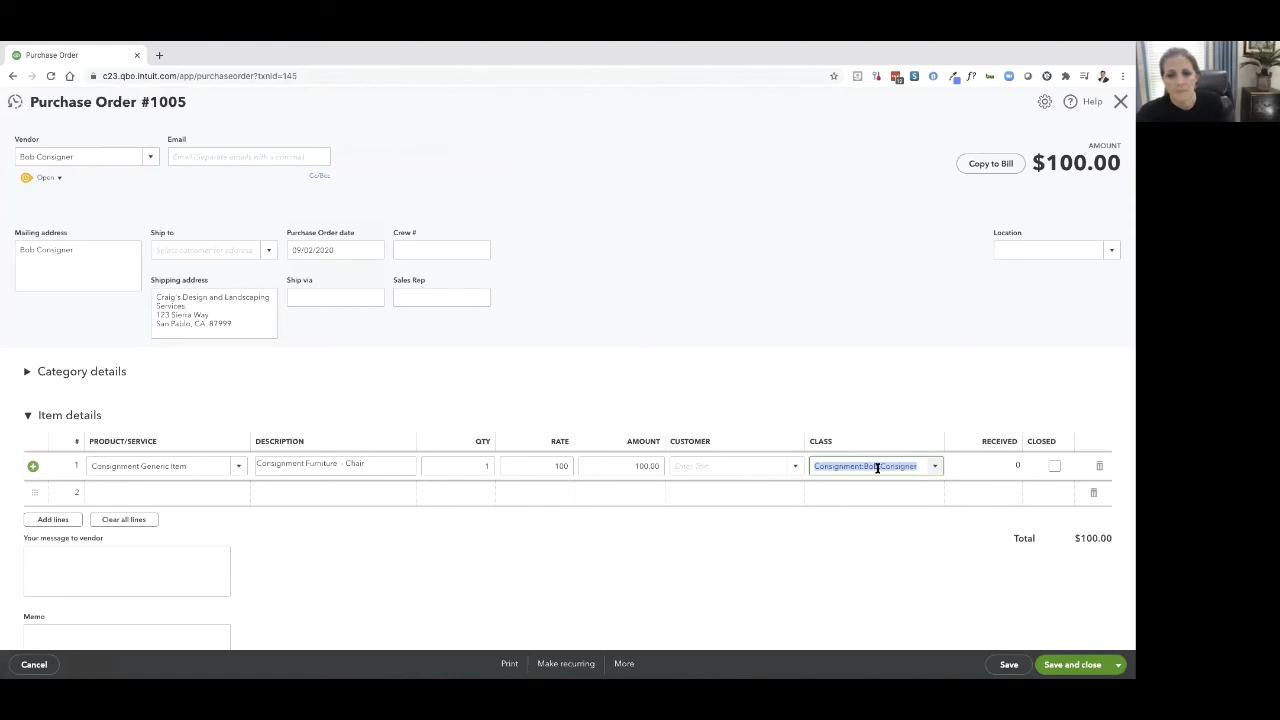 Purchase Order
c23.qbo.intuit.com/app/purchaseorder?txnId=145
Purchase Order #1005
Help
Vendor
Email
Bob Consigner
Email (Separate emails with a comma)
Open
Cc/Bcc
AMOUNT
Copy to Bill
$100.00
Mailing address
Ship to
Purchase Order date
Crew #
Location
Bob Consigner
Select customer for address
09/02/2020
Shipping address
Ship via
Sales Rep
Craig's Design and Landscaping
Services
123 Sierra Way
San Pablo, CA 87999
Category details
Item details
# PRODUCT/SERVICE DESCRIPTION QTY RATE AMOUNT CUSTOMER CLASS RECEIVED CLOSED
1 Consignment Generic Item Consignment Furniture - Chair 1 100 100.00 Enter Text Consignment:Bob Consigner 0
2
Add lines
Clear all lines
Your message to vendor
Total $100.00
Memo
Cancel
Print
Make recurring
More
Save
Save and close